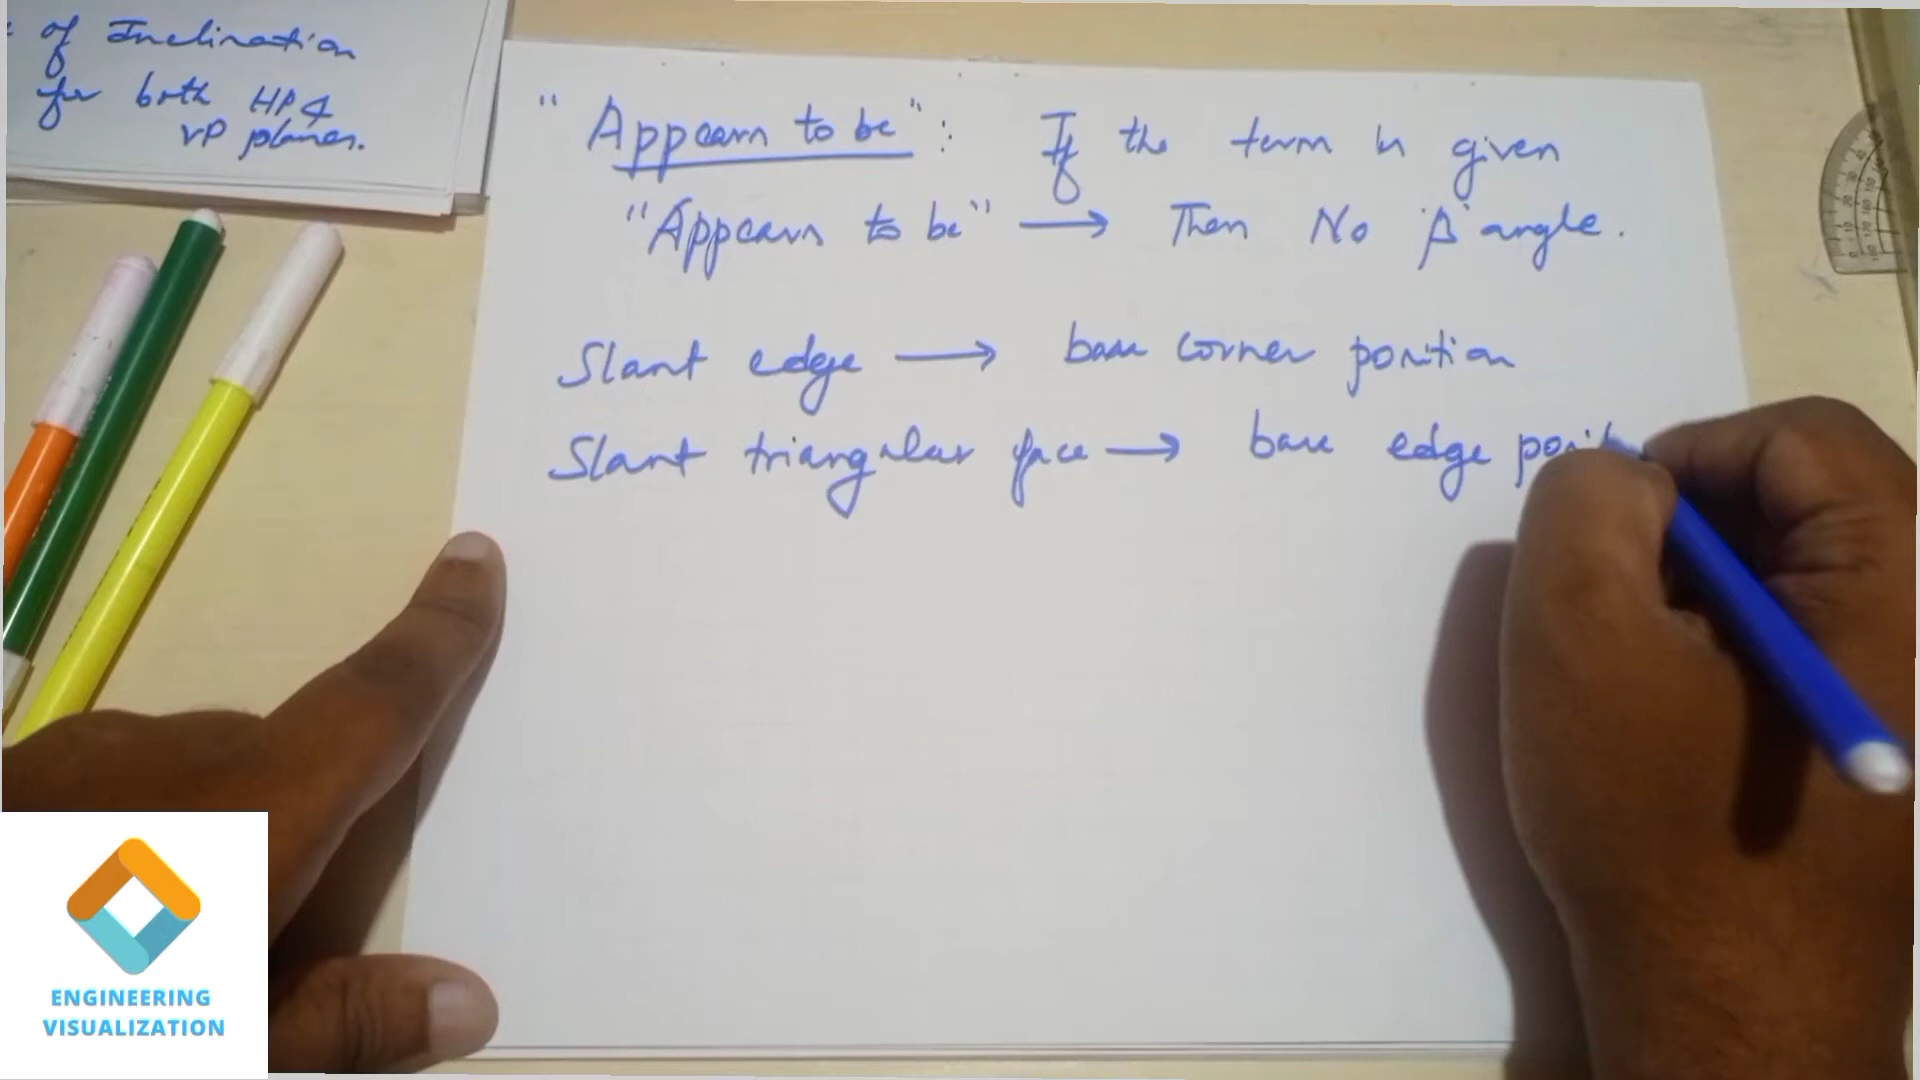 of Inclination
for both HP &
VP planes.
"Appears to be": If the term is given
"Appears to be" → Then No β angle.
Slant edge → base corner position
Slant triangular face → base edge posit
ENGINEERING
VISUALIZATION